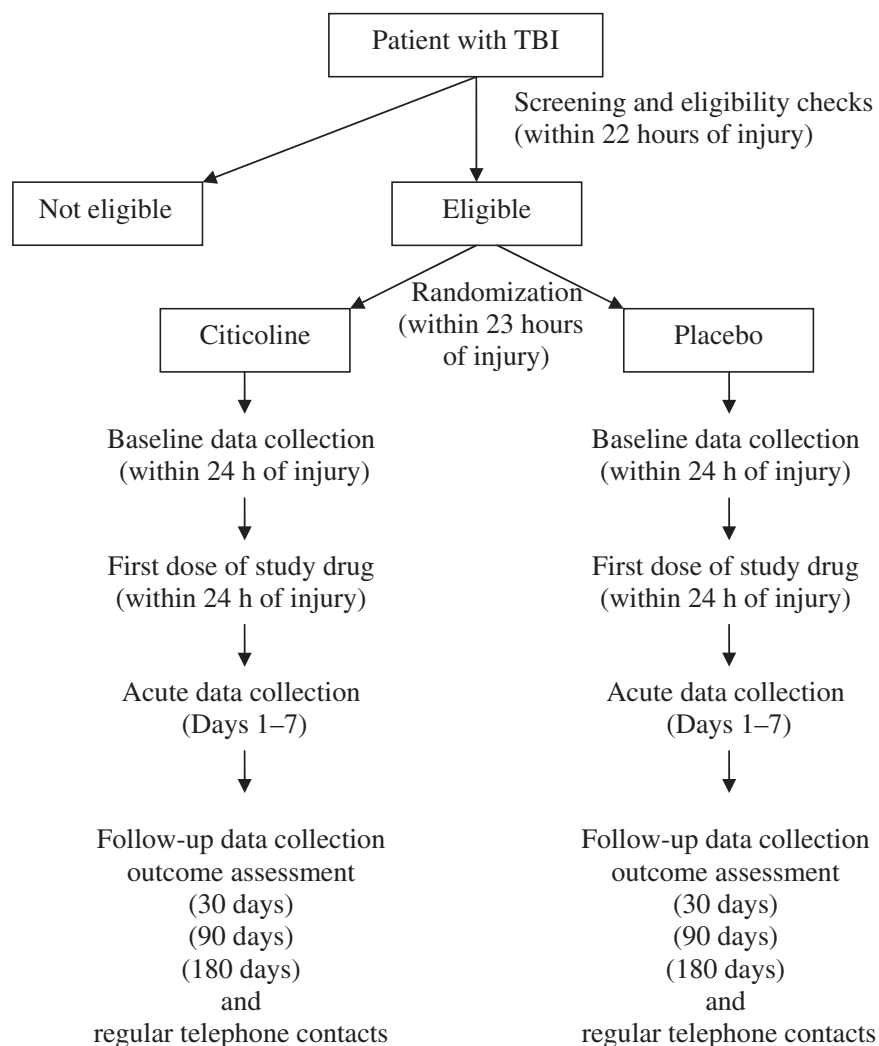 Patient with TBI
Screening and eligibility checks
(within 22 hours of injury)
Not eligible
Eligible
Randomization
(within 23 hours
of injury)
Citicoline
Placebo
Baseline data collection
(within 24 h of injury)
First dose of study drug
(within 24 h of injury)
Acute data collection
(Days 1–7)
Follow-up data collection
outcome assessment
(30 days)
(90 days)
(180 days)
and
regular telephone contacts
Baseline data collection
(within 24 h of injury)
First dose of study drug
(within 24 h of injury)
Acute data collection
(Days 1–7)
Follow-up data collection
outcome assessment
(30 days)
(90 days)
(180 days)
and
regular telephone contacts